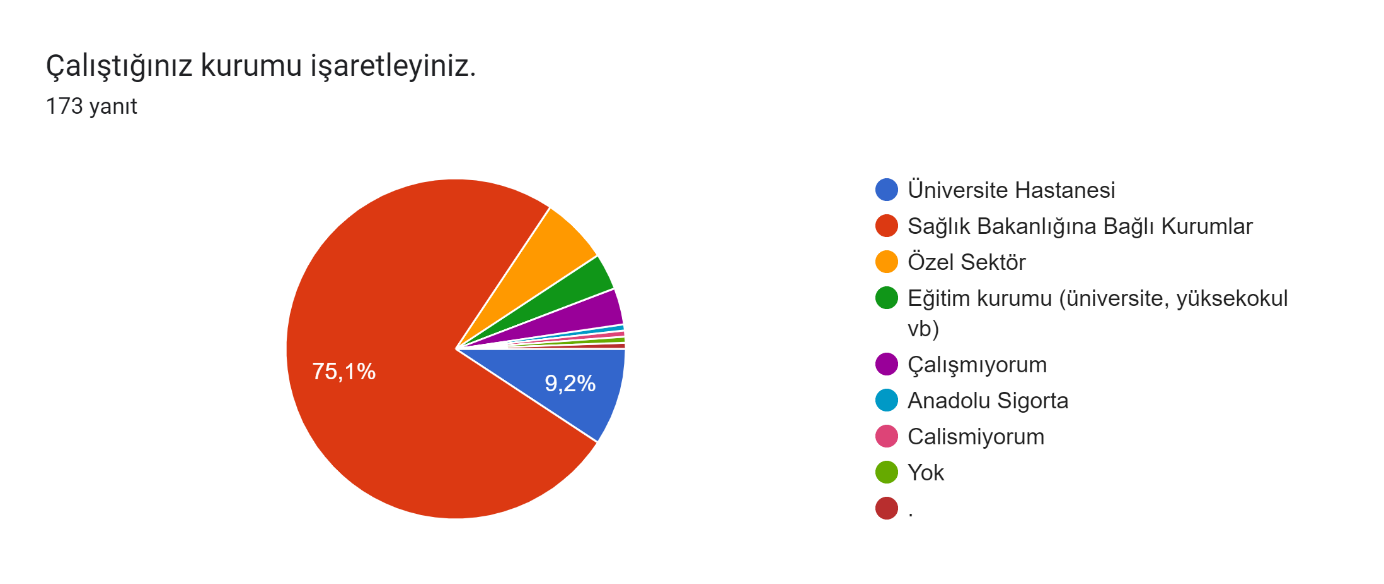 Çalıştığınız kurumu işaretleyiniz.
173 yanıt
75,1%
9,2%
Üniversite Hastanesi
Sağlık Bakanlığına Bağlı Kurumlar
Özel Sektör
Eğitim kurumu (üniversite, yüksekokul
vb)
Çalışmıyorum
Anadolu Sigorta
Calismiyorum
Yok
.